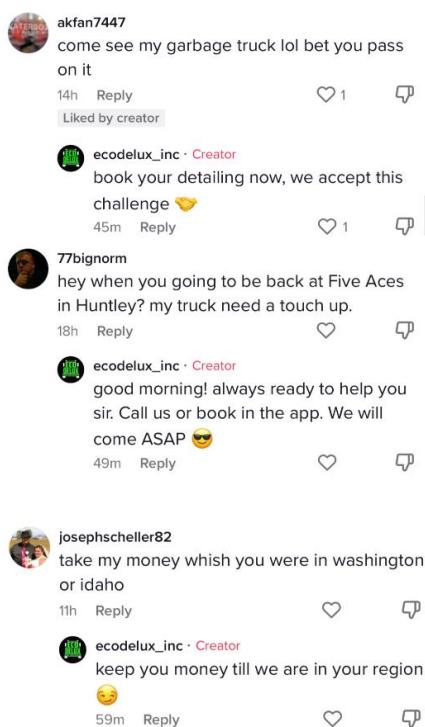 akfan7447
come see my garbage truck lol bet you pass
on it
14h Reply 1
Liked by creator
ecodelux_inc · Creator
book your detailing now, we accept this
challenge 🤝
45m Reply 1
77bignorm
hey when you going to be back at Five Aces
in Huntley? my truck need a touch up.
18h Reply
ecodelux_inc · Creator
good morning! always ready to help you
sir. Call us or book in the app. We will
come ASAP 😎
49m Reply
josephscheller82
take my money whish you were in washington
or idaho
11h Reply
ecodelux_inc · Creator
keep you money till we are in your region
😏
59m Reply